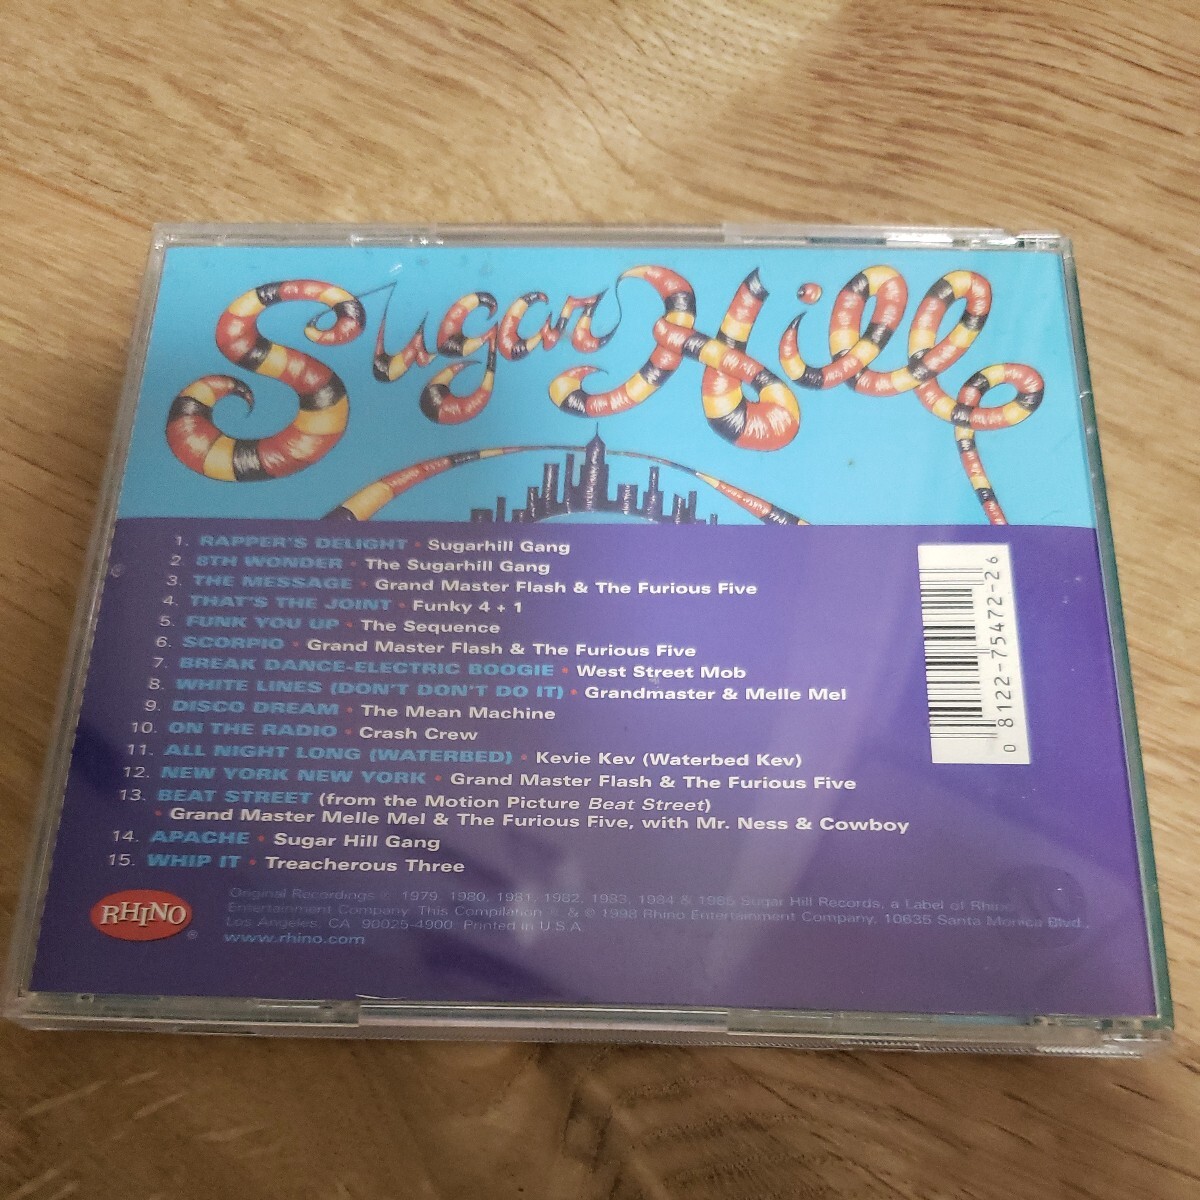 Sugar Hill
1. RAPPER'S DELIGHT • Sugarhill Gang
2. 8TH WONDER • The Sugarhill Gang
3. THE MESSAGE • Grand Master Flash & The Furious Five
4. THAT'S THE JOINT • Funky 4 + 1
5. FUNK YOU UP • The Sequence
6. SCORPIO • Grand Master Flash & The Furious Five
7. BREAK DANCE-ELECTRIC BOOGIE • West Street Mob
8. WHITE LINES (DON'T DON'T DO IT) • Grandmaster & Melle Mel
9. DISCO DREAM • The Mean Machine
10. ON THE RADIO • Crash Crew
11. ALL NIGHT LONG (WATERBED) • Kevie Kev (Waterbed Kev)
12. NEW YORK NEW YORK • Grand Master Flash & The Furious Five
13. BEAT STREET (from the Motion Picture Beat Street)
• Grand Master Melle Mel & The Furious Five, with Mr. Ness & Cowboy
14. APACHE • Sugar Hill Gang
15. WHIP IT • Treacherous Three
0 8122-75472-2 6
RHINO ®
Original Recordings ℗ 1979, 1980, 1981, 1982, 1983, 1984 & 1985 Sugar Hill Records, a Label of Rhino
Entertainment Company. This Compilation ℗ & © 1998 Rhino Entertainment Company, 10635 Santa Monica Blvd.,
Los Angeles, CA 90025-4900. Printed in U.S.A.
www.rhino.com